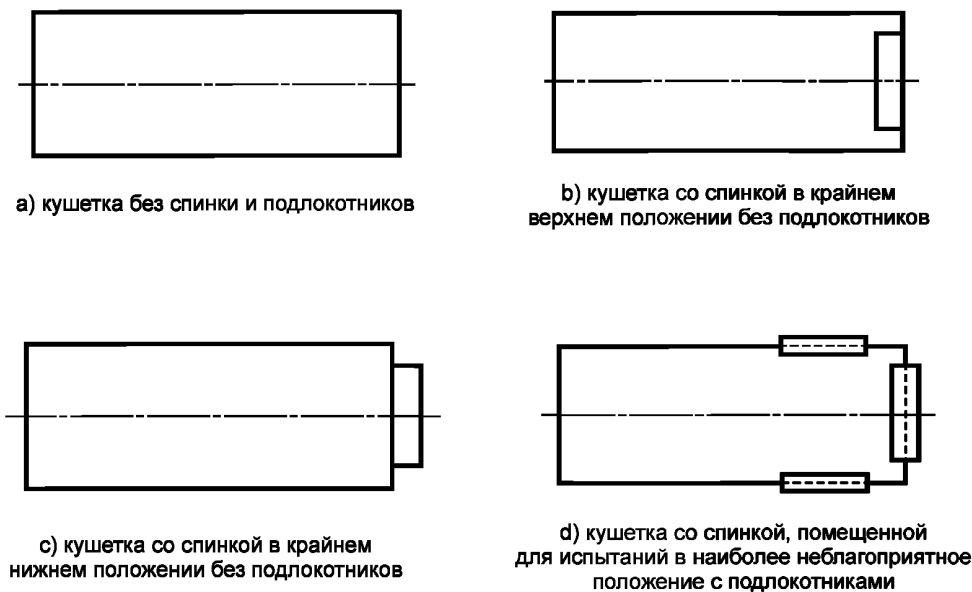 a) кушетка без спинки и подлокотников
b) кушетка со спинкой в крайнем
верхнем положении без подлокотников
c) кушетка со спинкой в крайнем
нижнем положении без подлокотников
d) кушетка со спинкой, помещенной
для испытаний в наиболее неблагоприятное
положение с подлокотниками